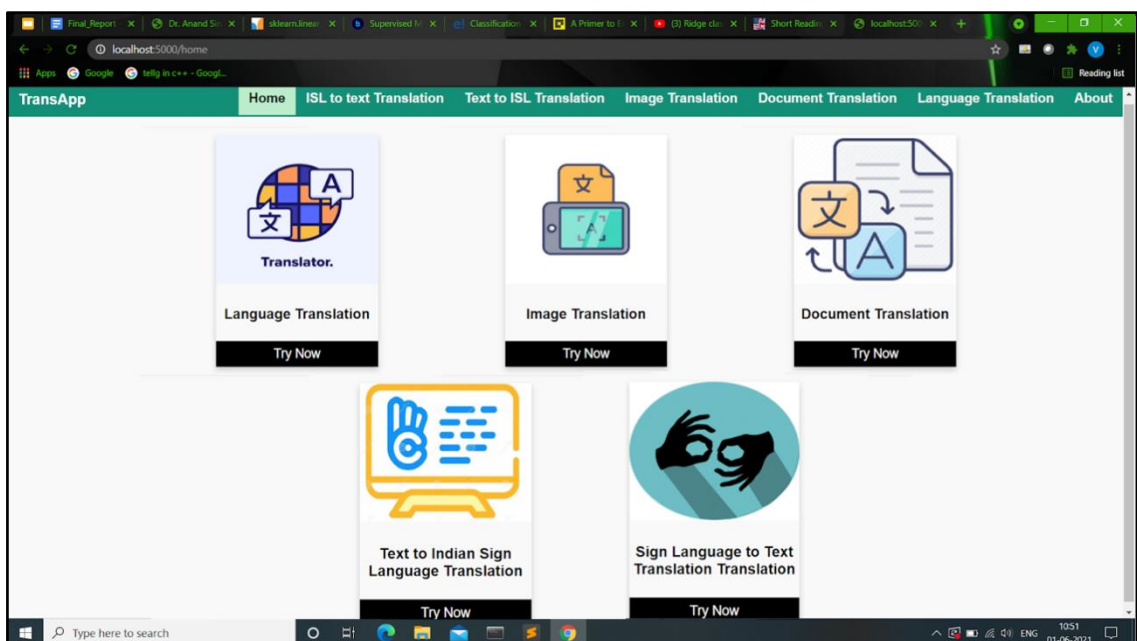 Final_Report
Dr. Anand Sin
sklearn.linear
Supervised M
Classification
A Primer to E
(3) Ridge clas
Short Readin
localhost:500
localhost:5000/home
V
Apps
Google
tellg in c++ - Googl...
Reading list
TransApp
Home
ISL to text Translation
Text to ISL Translation
Image Translation
Document Translation
Language Translation
About
A
文
Translator.
文
A
文
A
Language Translation
Image Translation
Document Translation
Try Now
Try Now
Try Now
Text to Indian Sign
Language Translation
Sign Language to Text
Translation Translation
Try Now
Try Now
Type here to search
ENG
10:51
01-06-2021